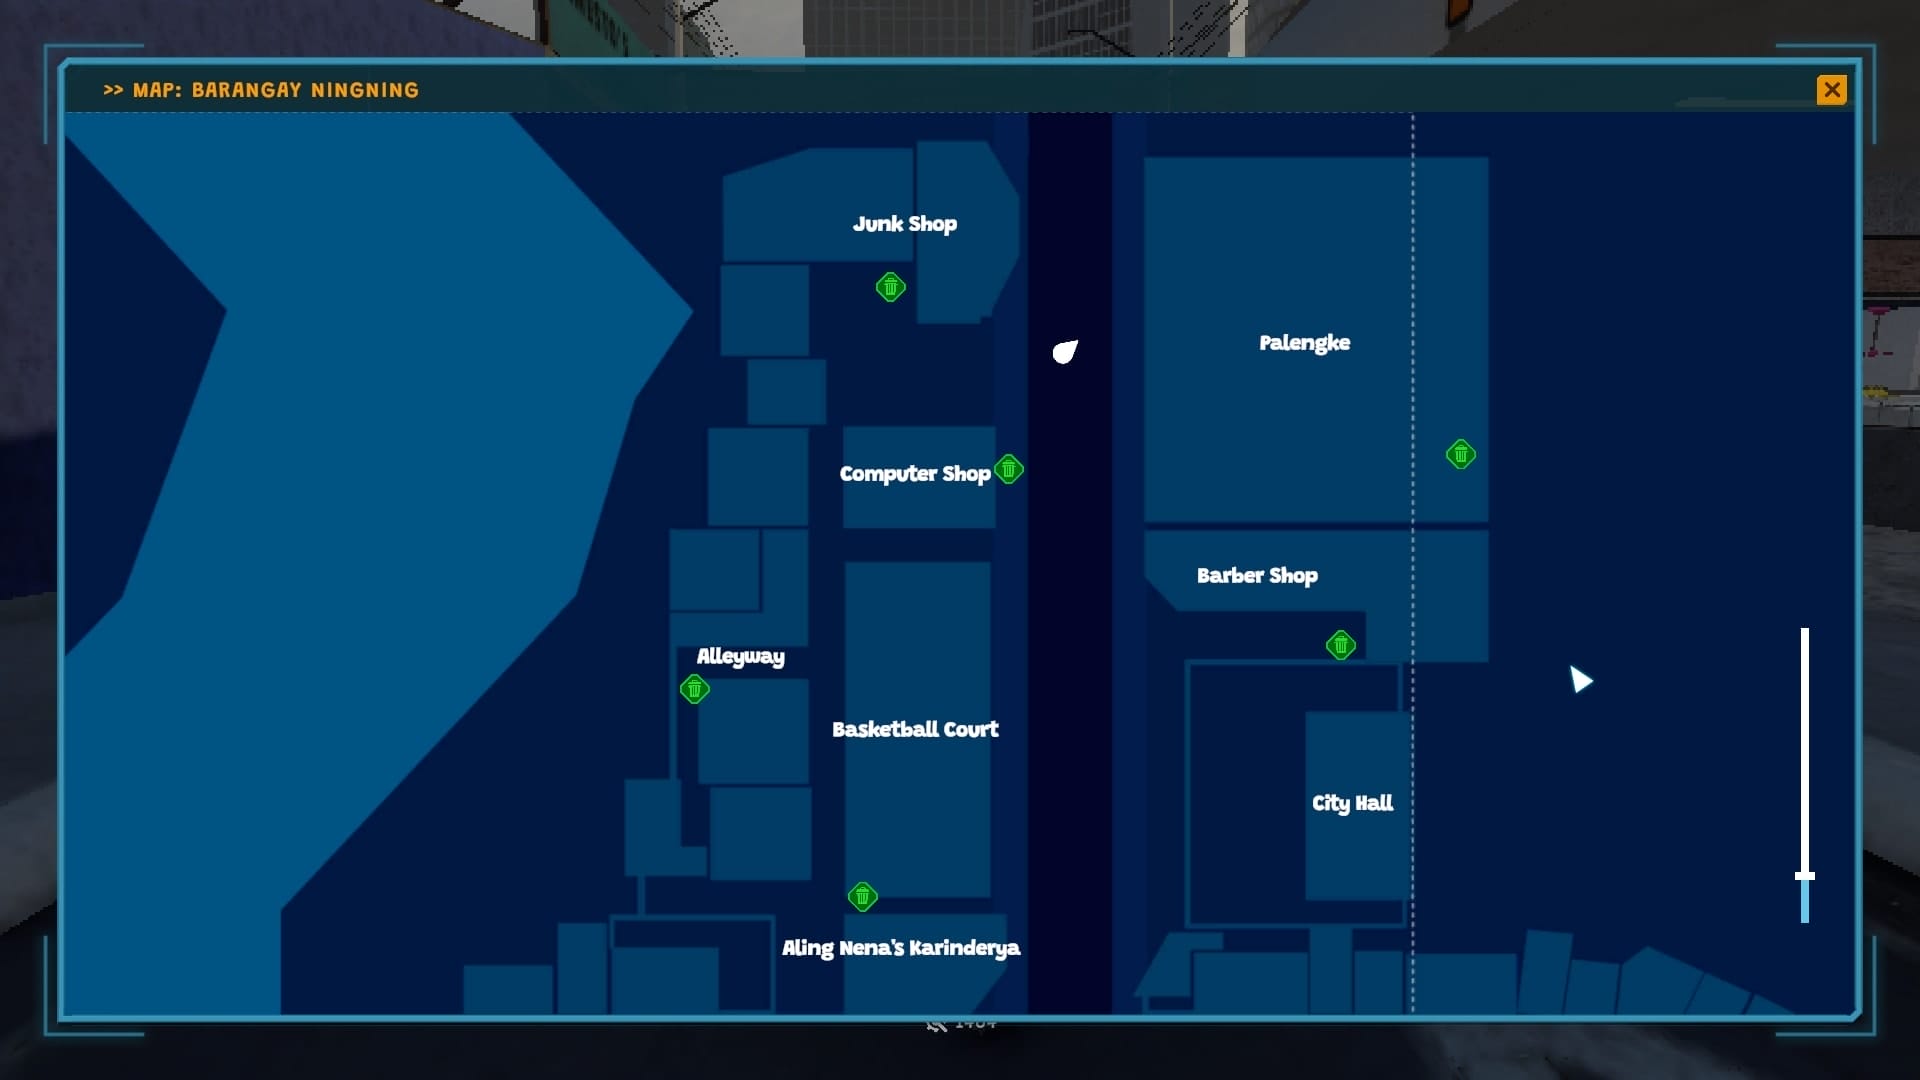 >> MAP: BARANGAY NINGNING
Junk Shop
Palengke
Computer Shop
Barber Shop
Alleyway
Basketball Court
City Hall
Aling Nena's Karinderya